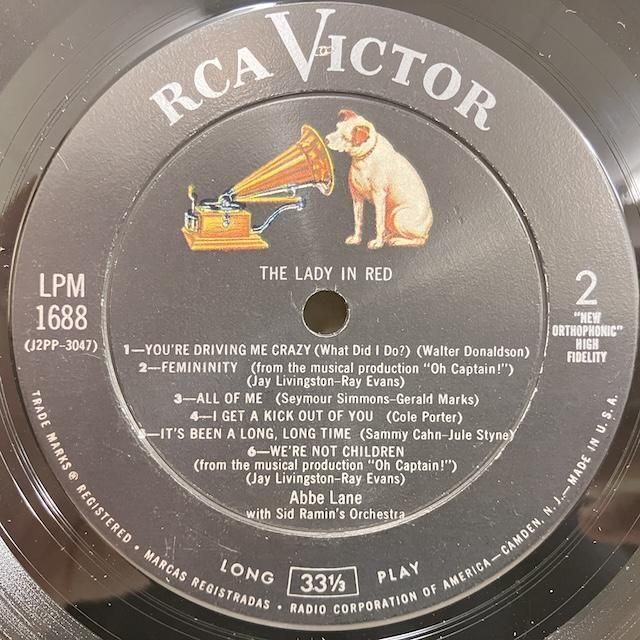 RCA VICTOR
THE LADY IN RED
LPM
1688
(J2PP-3047)
2
"NEW
ORTHOPHONIC"
HIGH
FIDELITY
1—YOU'RE DRIVING ME CRAZY (What Did I Do?) (Walter Donaldson)
2—FEMININITY (from the musical production "Oh Captain!")
(Jay Livingston-Ray Evans)
3—ALL OF ME (Seymour Simmons-Gerald Marks)
4—I GET A KICK OUT OF YOU (Cole Porter)
5—IT'S BEEN A LONG, LONG TIME (Sammy Cahn-Jule Styne)
6—WE'RE NOT CHILDREN
(from the musical production "Oh Captain!")
(Jay Livingston-Ray Evans)
Abbe Lane
with Sid Ramin's Orchestra
LONG 33⅓ PLAY
TRADE MARKS ® REGISTERED • MARCAS REGISTRADAS • RADIO CORPORATION OF AMERICA—CAMDEN, N. J.—MADE IN U.S.A.